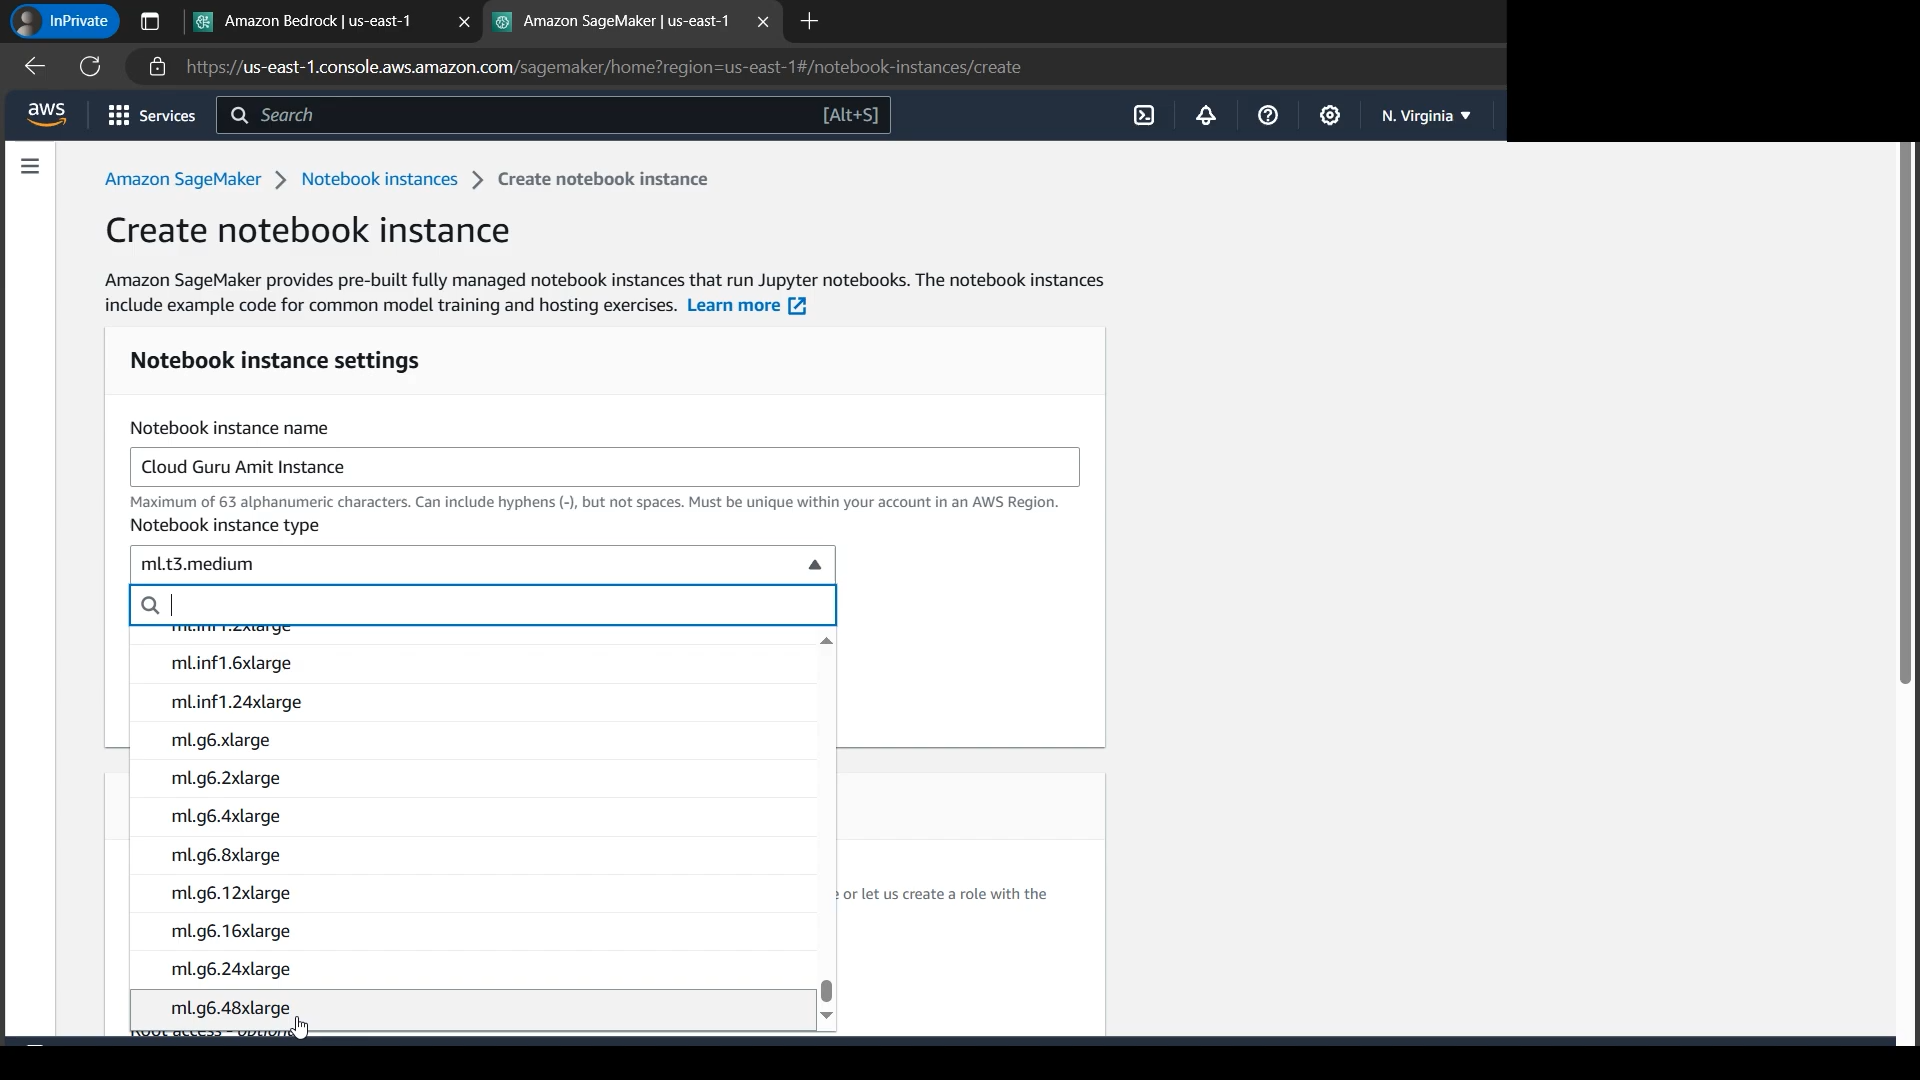 InPrivate
Amazon Bedrock | us-east-1
Amazon SageMaker | us-east-1
https://us-east-1.console.aws.amazon.com/sagemaker/home?region=us-east-1#/notebook-instances/create
aws
Services
Search
[Alt+S]
N. Virginia
Amazon SageMaker
Notebook instances
Create notebook instance
Create notebook instance
Amazon SageMaker provides pre-built fully managed notebook instances that run Jupyter notebooks. The notebook instances
include example code for common model training and hosting exercises. Learn more
Notebook instance settings
Notebook instance name
Cloud Guru Amit Instance
Maximum of 63 alphanumeric characters. Can include hyphens (-), but not spaces. Must be unique within your account in an AWS Region.
Notebook instance type
ml.t3.medium
ml.inf1.2xlarge
ml.inf1.6xlarge
ml.inf1.24xlarge
ml.g6.xlarge
ml.g6.2xlarge
ml.g6.4xlarge
ml.g6.8xlarge
ml.g6.12xlarge
or let us create a role with the
ml.g6.16xlarge
ml.g6.24xlarge
ml.g6.48xlarge
Root access - optional